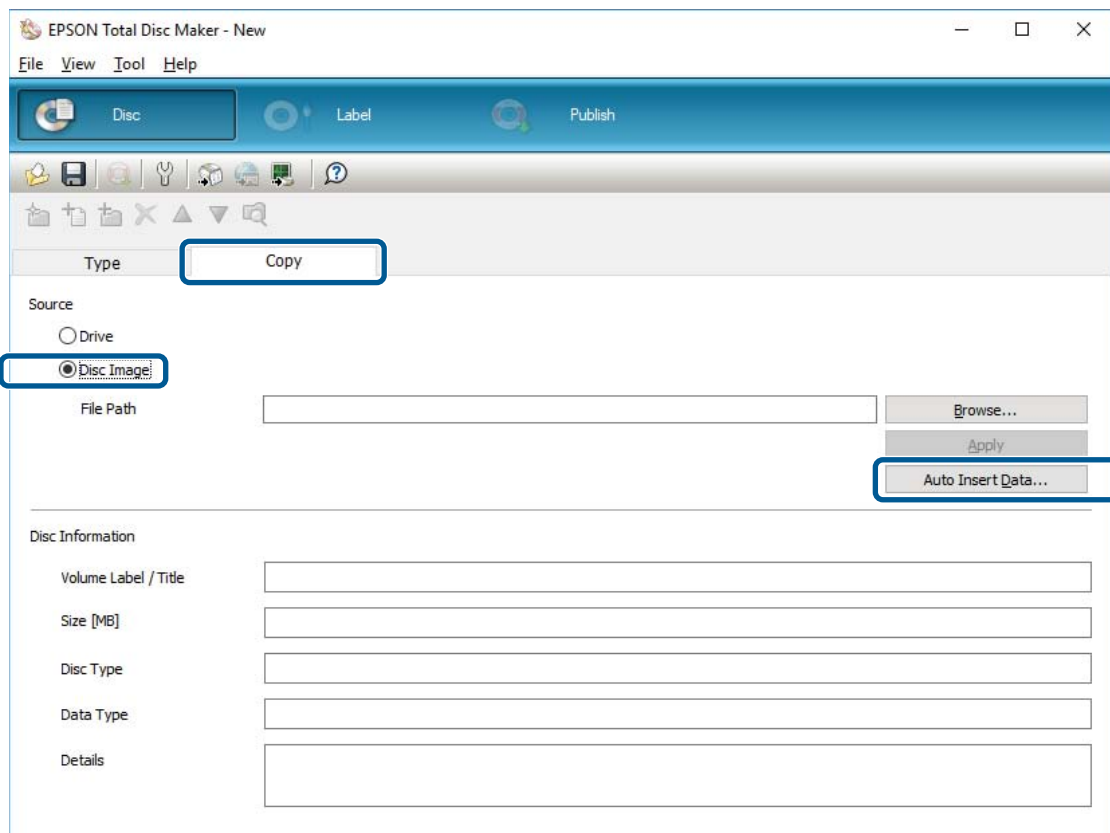 EPSON Total Disc Maker - New
File View Tool Help
Disc Label Publish
Type Copy
Source
Drive
Disc Image
File Path Browse...
Apply
Auto Insert Data...
Disc Information
Volume Label / Title
Size [MB]
Disc Type
Data Type
Details